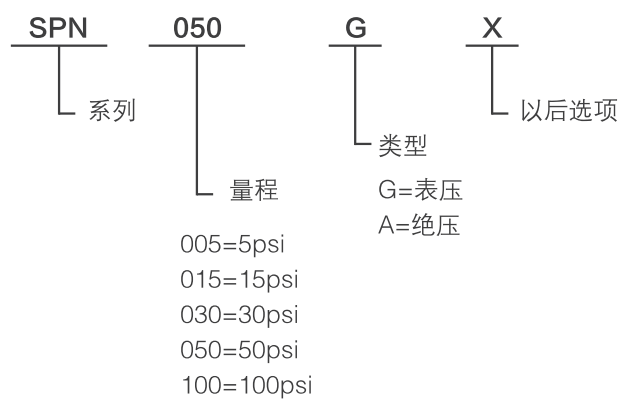 SPN 050 G X
系列
以后选项
类型
G=表压
A=绝压
量程
005=5psi
015=15psi
030=30psi
050=50psi
100=100psi